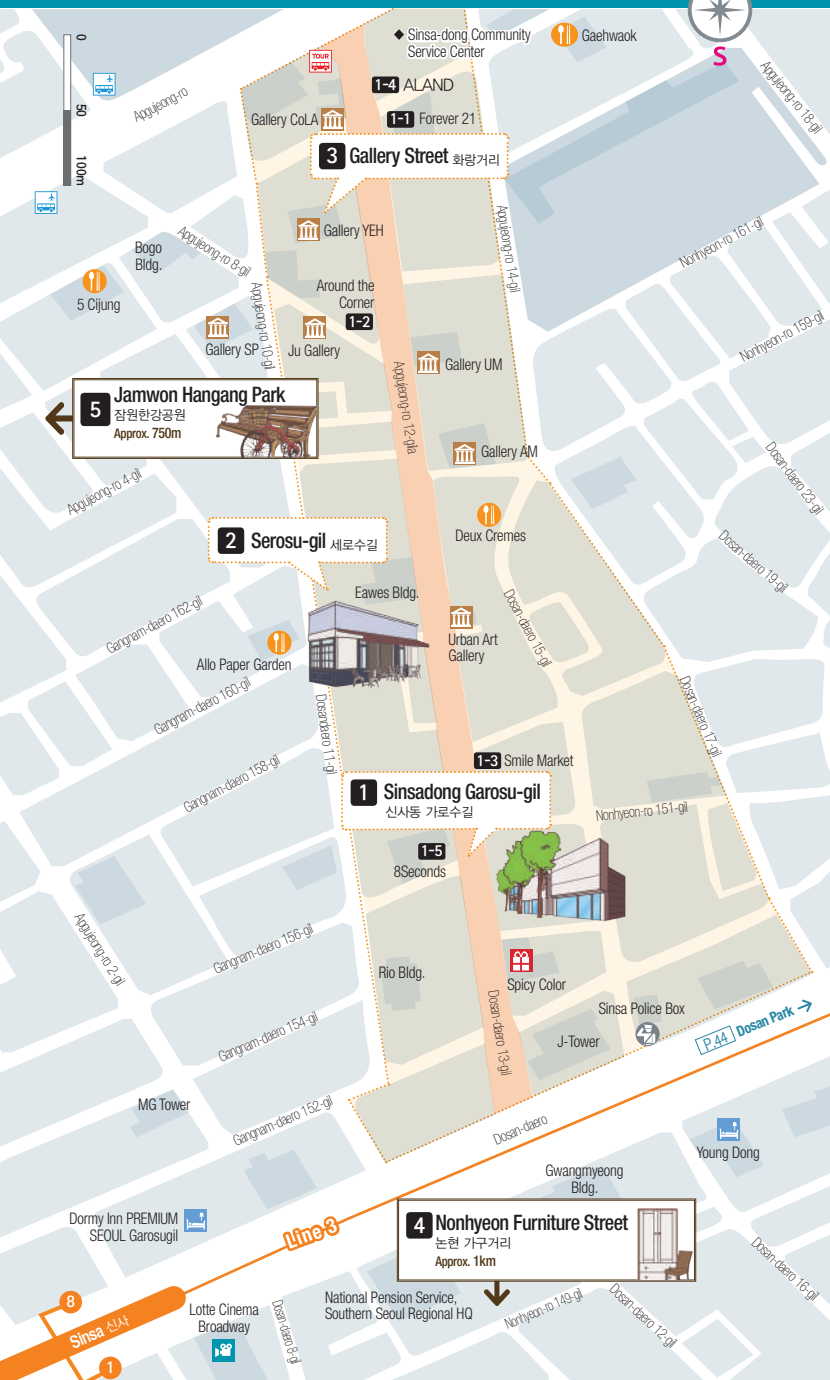 S
Sinsa-dong Community
Service Center
Gaehwaok
0
50
100m
TOUR
1-4 ALAND
Apgujeong-ro
Apgujeong-ro 18-gil
Gallery CoLA
1-1 Forever 21
3 Gallery Street 화랑거리
Gallery YEH
Apgujeong-ro 14-gil
Nonhyeon-ro 161-gil
Bogo
Bldg.
Apgujeong-ro 8-gil
5 Cijung
Around the
Corner
1-2
Apgujeong-ro 10-gil
Nonhyeon-ro 159-gil
Gallery SP
Ju Gallery
Gallery UM
Apgujeong-ro 12-gila
5 Jamwon Hangang Park
잠원한강공원
Approx. 750m
Gallery AM
Apgujeong-ro 4-gil
Dosan-daero 23-gil
Deux Cremes
2 Serosu-gil 세로수길
Dosan-daero 19-gil
Eawes Bldg.
Gangnam-daero 162-gil
Dosan-daero 15-gil
Urban Art
Gallery
Allo Paper Garden
Gangnam-daero 160-gil
Dosandaero 11-gil
Dosan-daero 17-gil
1-3 Smile Market
Gangnam-daero 158-gil
1 Sinsadong Garosu-gil
신사동 가로수길
Nonhyeon-ro 151-gil
1-5
8Seconds
Apgujeong-ro 2-gil
Gangnam-daero 156-gil
Rio Bldg.
Spicy Color
Dosan-daero 13-gil
Sinsa Police Box
Gangnam-daero 154-gil
J-Tower
P.44 Dosan Park
MG Tower
Gangnam-daero 152-gil
Dosan-daero
Young Dong
Gwangmyeong
Bldg.
Dormy Inn PREMIUM
SEOUL Garosugil
Line 3
4 Nonhyeon Furniture Street
논현 가구거리
Approx. 1km
Dosan-daero 16-gil
8
Sinsa 신사
1
Lotte Cinema
Broadway
Dosan-daero 8-gil
National Pension Service,
Southern Seoul Regional HQ
Nonhyeon-ro 149-gil
Dosan-daero 12-gil